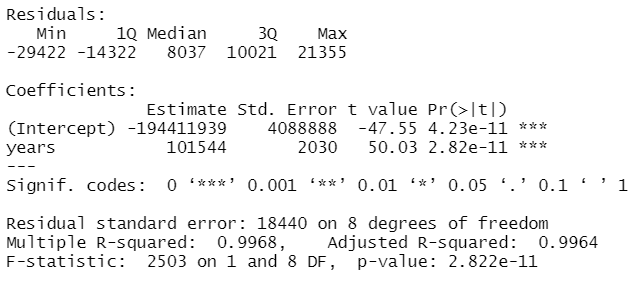 Residuals:
   Min     1Q Median     3Q    Max
-29422 -14322   8037  10021  21355

Coefficients:
              Estimate Std. Error t value Pr(>|t|)
(Intercept) -194411939    4088888  -47.55 4.23e-11 ***
years           101544       2030   50.03 2.82e-11 ***
---
Signif. codes:  0 ‘***’ 0.001 ‘**’ 0.01 ‘*’ 0.05 ‘.’ 0.1 ‘ ’ 1

Residual standard error: 18440 on 8 degrees of freedom
Multiple R-squared:  0.9968,    Adjusted R-squared:  0.9964
F-statistic:  2503 on 1 and 8 DF,  p-value: 2.822e-11